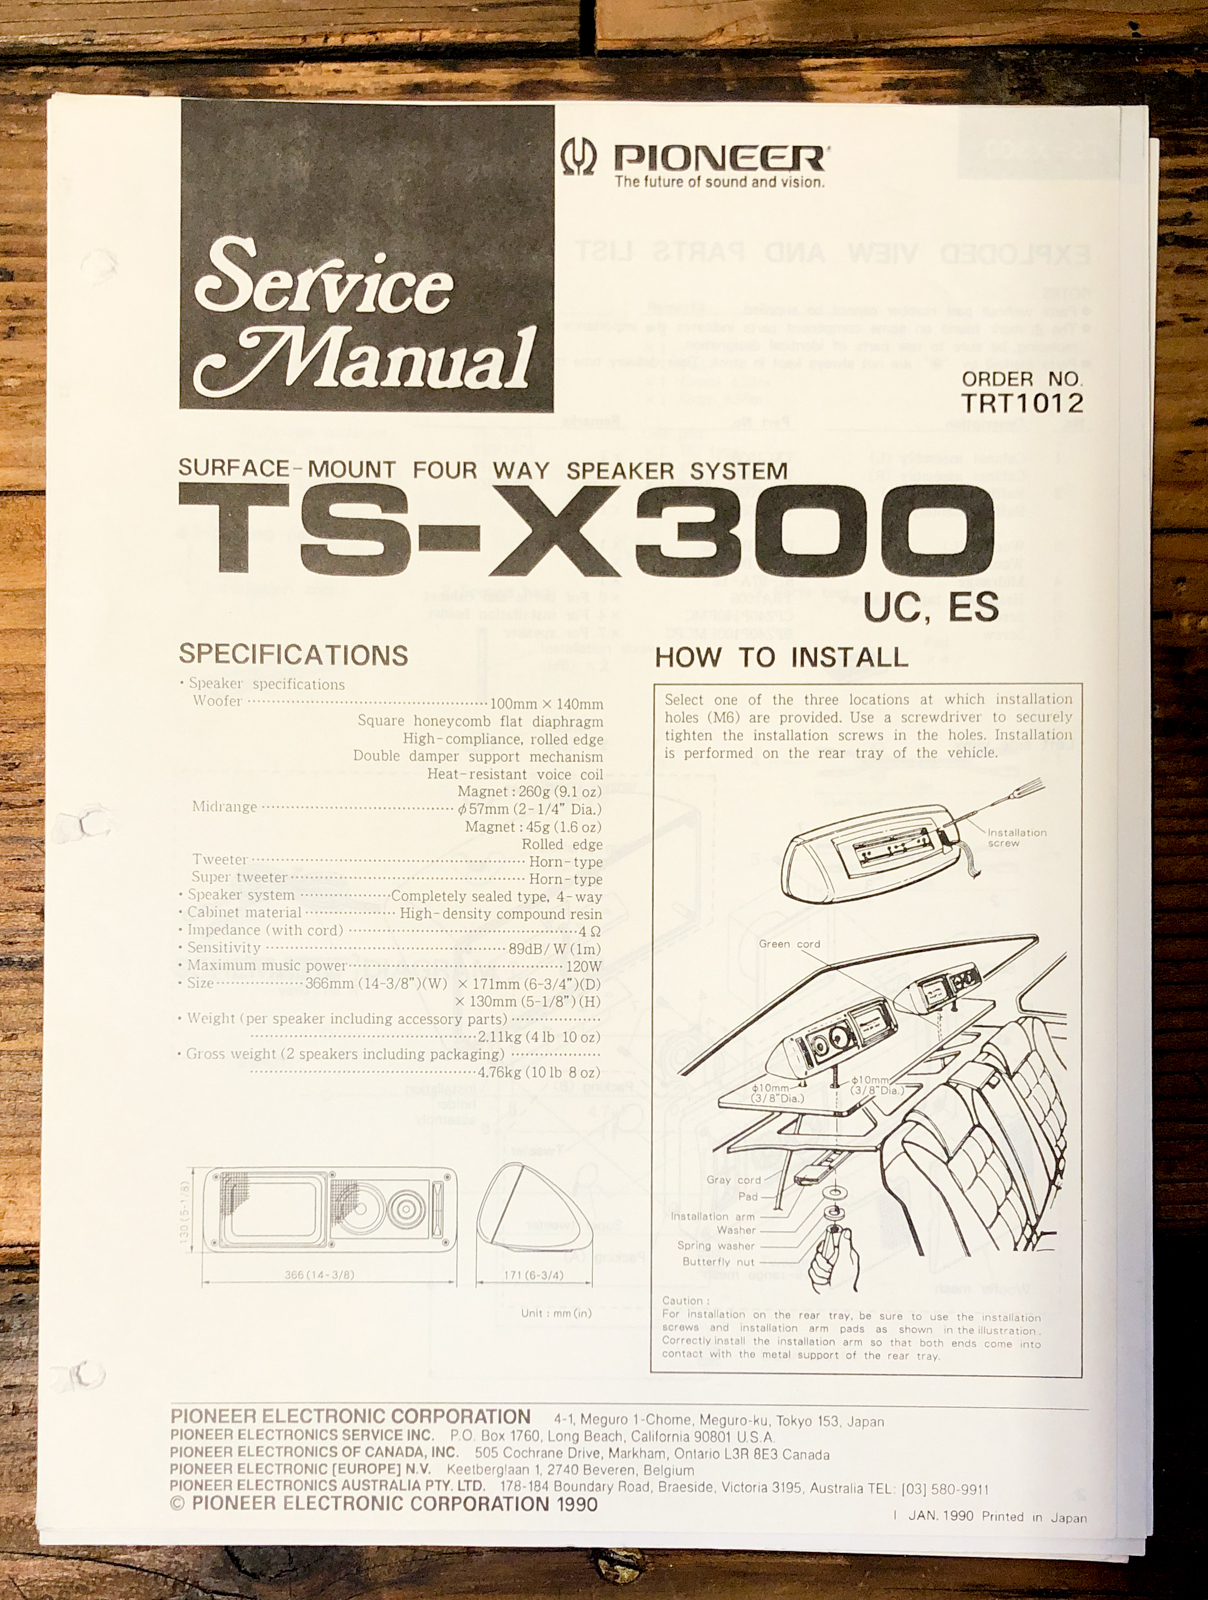 Service
Manual
PIONEER
The future of sound and vision.
ORDER NO.
TRT1012
SURFACE-MOUNT FOUR WAY SPEAKER SYSTEM
TS-X300
UC, ES
SPECIFICATIONS
• Speaker specifications
Woofer ········ 100mm × 140mm
Square honeycomb flat diaphragm
High-compliance, rolled edge
Double damper support mechanism
Heat-resistant voice coil
Magnet : 260g (9.1 oz)
Midrange ········ φ57mm (2-1/4" Dia.)
Magnet : 45g (1.6 oz)
Rolled edge
Tweeter ········ Horn-type
Super tweeter ········ Horn-type
• Speaker system ········ Completely sealed type, 4-way
• Cabinet material ········ High-density compound resin
• Impedance (with cord) ········ 4 Ω
• Sensitivity ········ 89dB/W (1m)
• Maximum music power ········ 120W
• Size ········ 366mm (14-3/8")(W) × 171mm (6-3/4")(D)
× 130mm (5-1/8")(H)
• Weight (per speaker including accessory parts) ········
········ 2.11kg (4 lb 10 oz)
• Gross weight (2 speakers including packaging) ········
········ 4.76kg (10 lb 8 oz)
130 (5-1/8)
366 (14-3/8)
171 (6-3/4)
Unit : mm (in)
HOW TO INSTALL
Select one of the three locations at which installation
holes (M6) are provided. Use a screwdriver to securely
tighten the installation screws in the holes. Installation
is performed on the rear tray of the vehicle.
Installation
screw
Green cord
φ10mm
(3/8"Dia.)
φ10mm
(3/8"Dia.)
Gray cord
Pad
Installation arm
Washer
Spring washer
Butterfly nut
Caution :
For installation on the rear tray, be sure to use the installation
screws and installation arm pads as shown in the illustration.
Correctly install the installation arm so that both ends come into
contact with the metal support of the rear tray.
PIONEER ELECTRONIC CORPORATION 4-1, Meguro 1-Chome, Meguro-ku, Tokyo 153, Japan
PIONEER ELECTRONICS SERVICE INC. P.O. Box 1760, Long Beach, California 90801 U.S.A.
PIONEER ELECTRONICS OF CANADA, INC. 505 Cochrane Drive, Markham, Ontario L3R 8E3 Canada
PIONEER ELECTRONIC [EUROPE] N.V. Keetberglaan 1, 2740 Beveren, Belgium
PIONEER ELECTRONICS AUSTRALIA PTY. LTD. 178-184 Boundary Road, Braeside, Victoria 3195, Australia TEL: [03] 580-9911
© PIONEER ELECTRONIC CORPORATION 1990
JAN. 1990 Printed in Japan